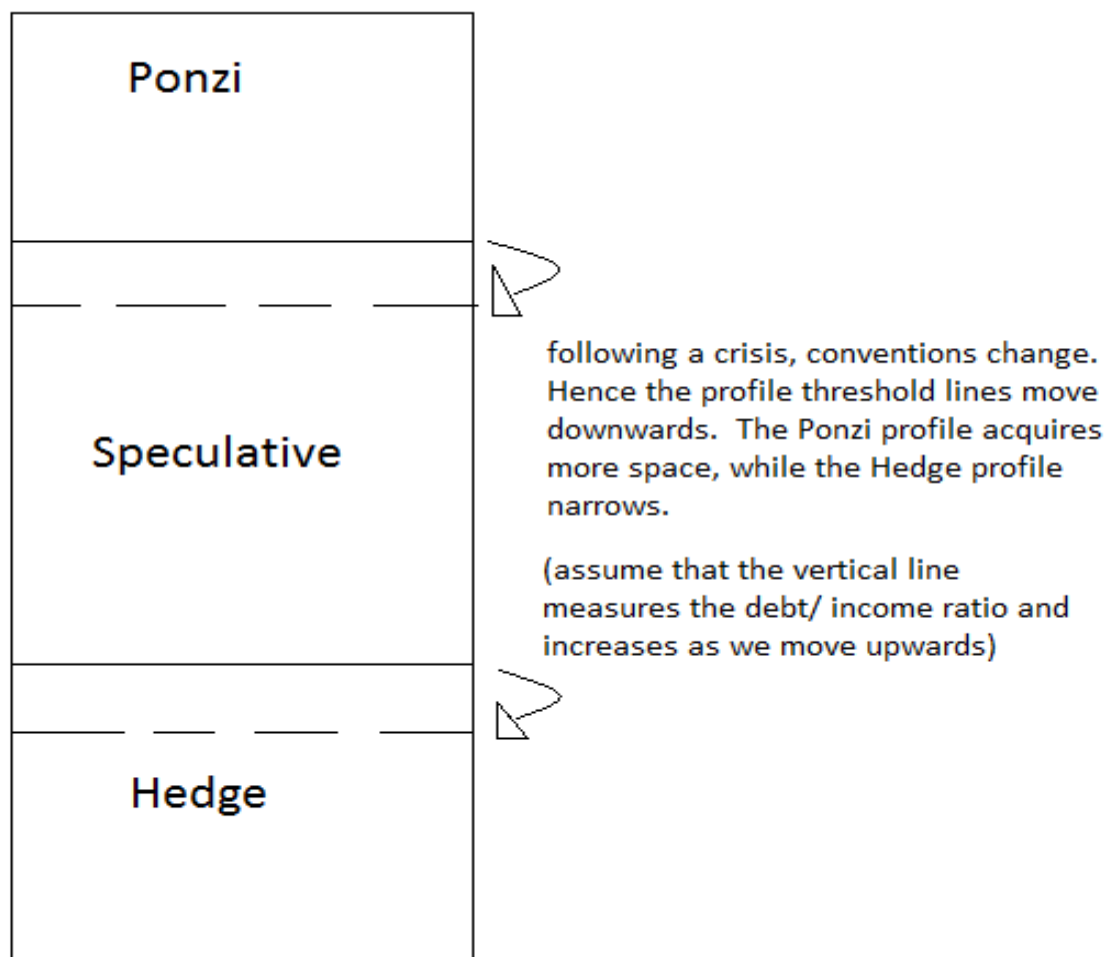 Ponzi
following a crisis, conventions change.
Hence the profile threshold lines move
downwards. The Ponzi profile acquires
more space, while the Hedge profile
narrows.
Speculative
(assume that the vertical line
measures the debt/ income ratio and
increases as we move upwards)
Hedge